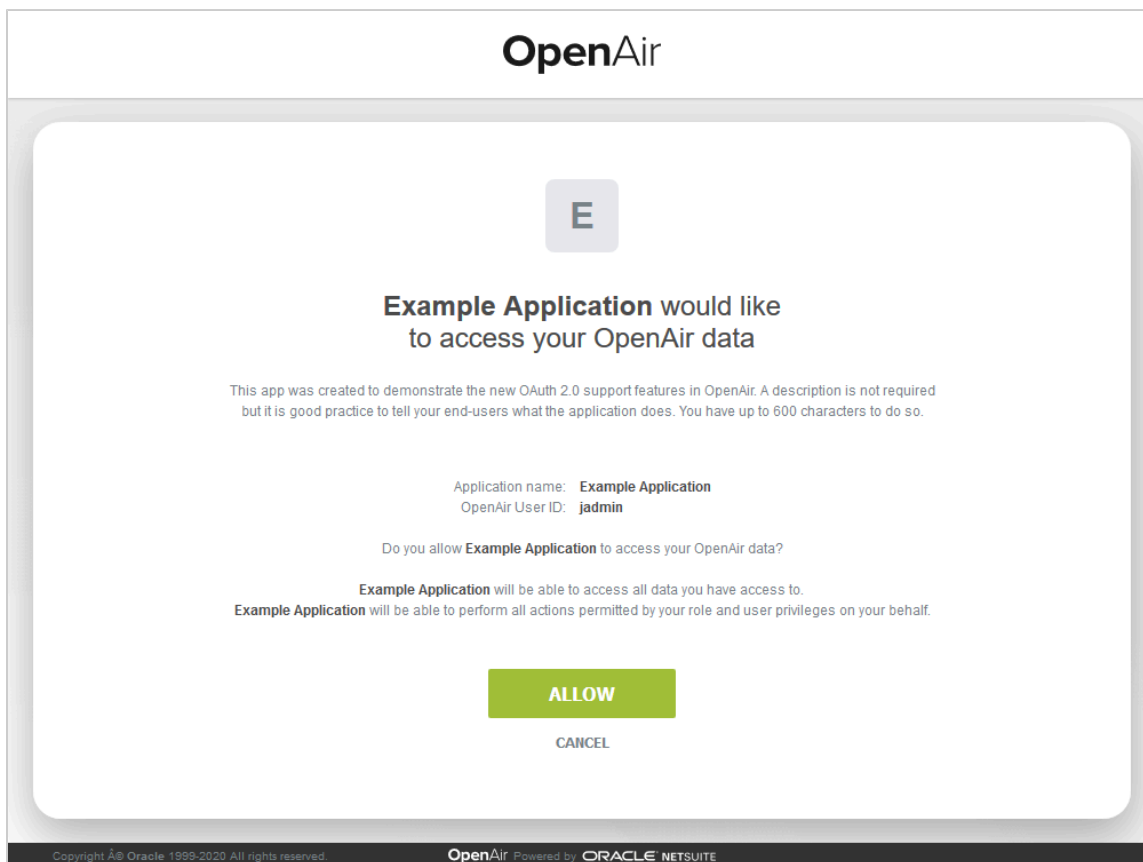 OpenAir
E
Example Application would like
to access your OpenAir data
This app was created to demonstrate the new OAuth 2.0 support features in OpenAir. A description is not required
but it is good practice to tell your end-users what the application does. You have up to 600 characters to do so.
Application name: Example Application
OpenAir User ID: jadmin
Do you allow Example Application to access your OpenAir data?
Example Application will be able to access all data you have access to.
Example Application will be able to perform all actions permitted by your role and user privileges on your behalf.
ALLOW
CANCEL
Copyright Â® Oracle 1999-2020 All rights reserved. OpenAir Powered by ORACLE NETSUITE